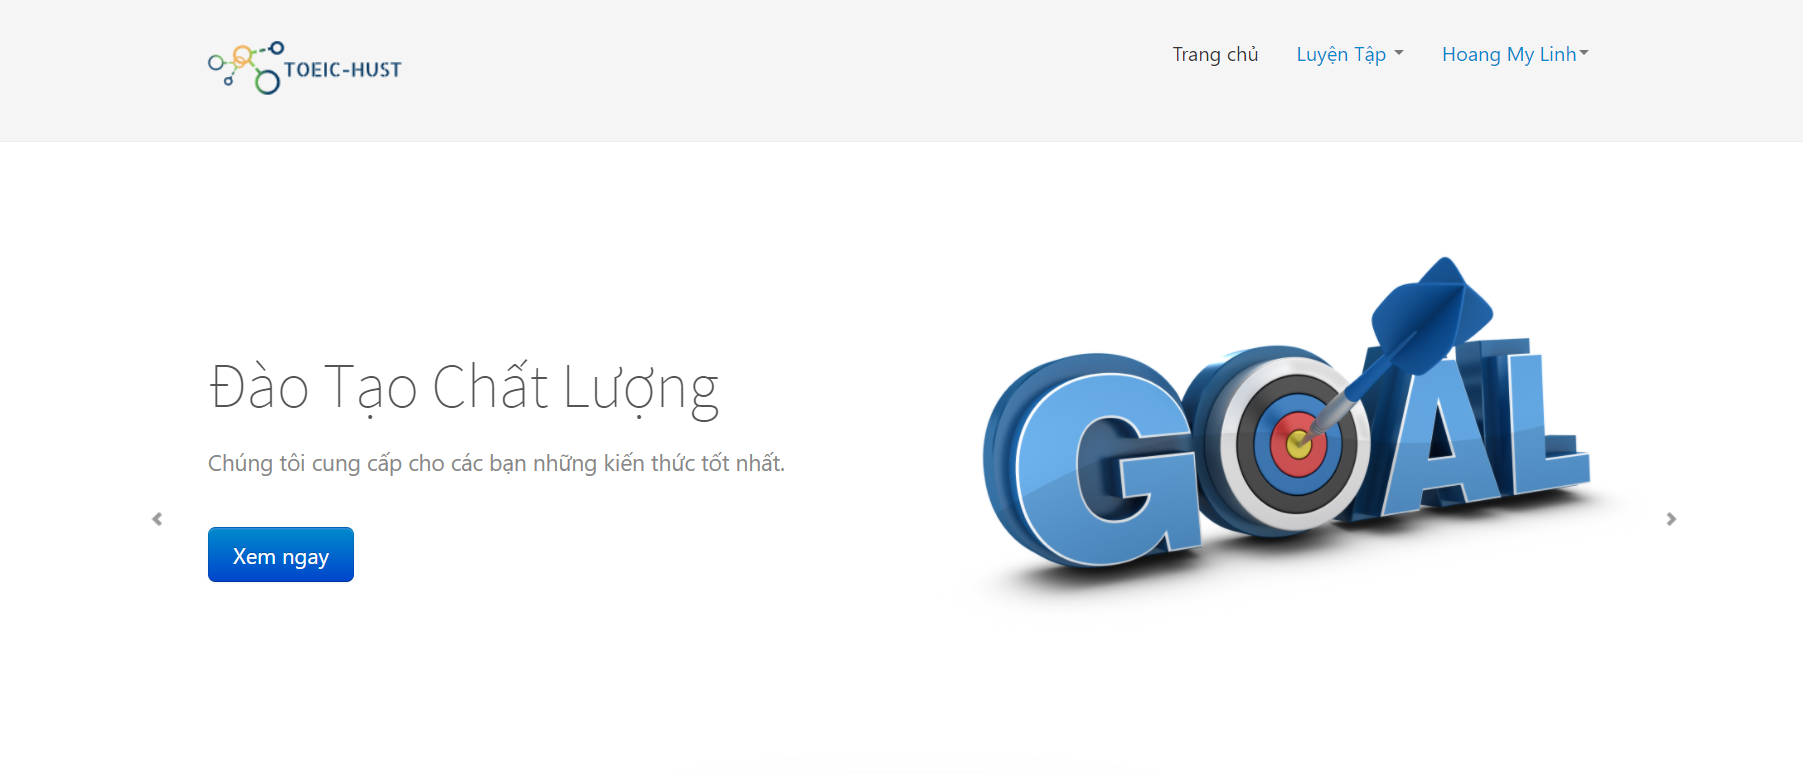 TOEIC-HUST
Trang chủ
Luyện Tập
Hoang My Linh
Đào Tạo Chất Lượng
Chúng tôi cung cấp cho các bạn những kiến thức tốt nhất.
Xem ngay
GOAL